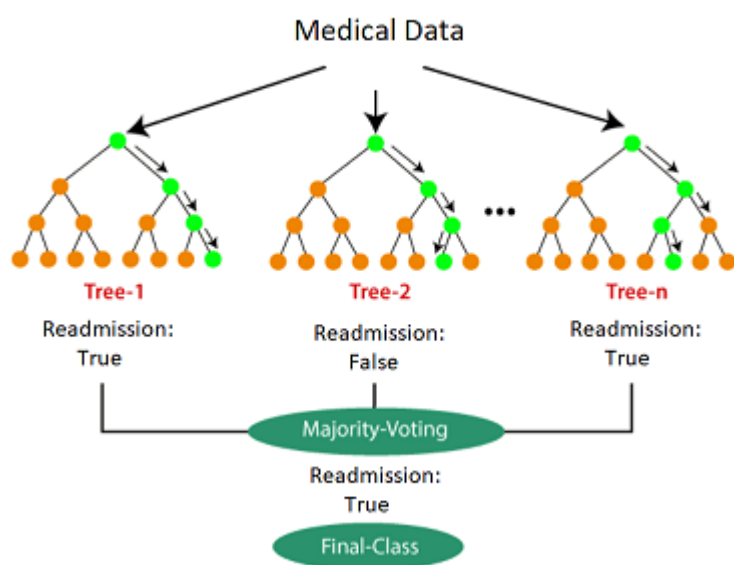 Medical Data
•••
Tree-1
Tree-2
Tree-n
Readmission:
True
Readmission:
False
Readmission:
True
Majority-Voting
Readmission:
True
Final-Class